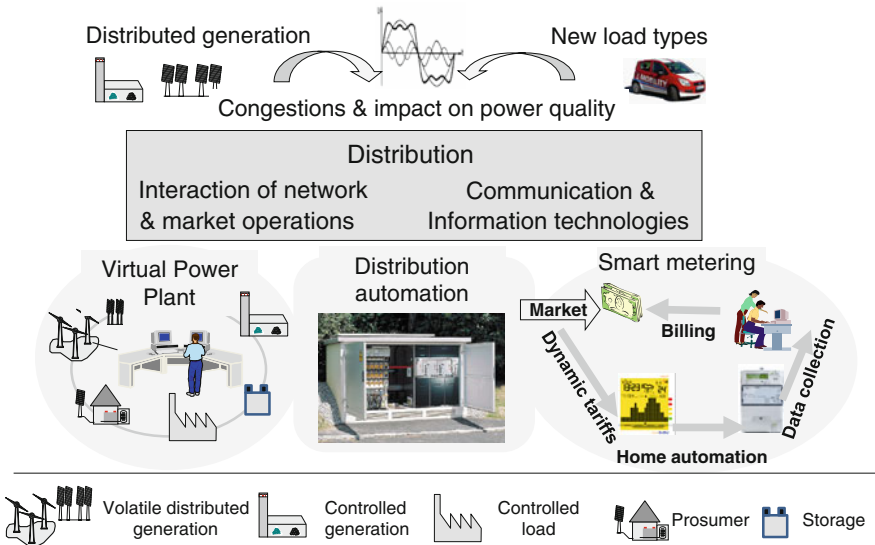 Distributed generation
New load types
Congestions & impact on power quality
Distribution
Interaction of network
& market operations
Communication &
Information technologies
Virtual Power
Plant
Distribution
automation
Smart metering
Market
Billing
Dynamic tariffs
Data collection
Home automation
Volatile distributed
generation
Controlled
generation
Controlled
load
Prosumer
Storage